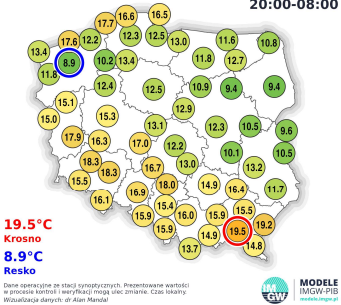 20:00-08:00
16.6 16.5
17.7
17.6 12.2 12.3 12.5 13.0 11.6 10.8
13.4
8.9 10.2 13.4 11.8 12.7
11.8
12.4 12.5 10.9 9.4 9.4
15.1
15.0 15.3 12.9
13.1 12.3 10.5 9.6
17.9 16.3 17.0 12.2
10.1 10.5
18.3 18.3 16.7 13.0 13.2
15.5 16.9 18.0 14.9 16.4 11.7
16.1
15.9 15.4 16.0 15.9 15.5
19.5°C
15.9 14.9 19.5 19.2
Krosno
13.7 14.8
8.9°C
Resko
Dane operacyjne ze stacji synoptycznych. Prezentowane wartości
w procesie kontroli i weryfikacji mogą ulec zmianie. Czas lokalny.
Wizualizacja danych: dr Alan Mandal
IM
GW
MODELE
IMGW-PIB
modele.imgw.pl